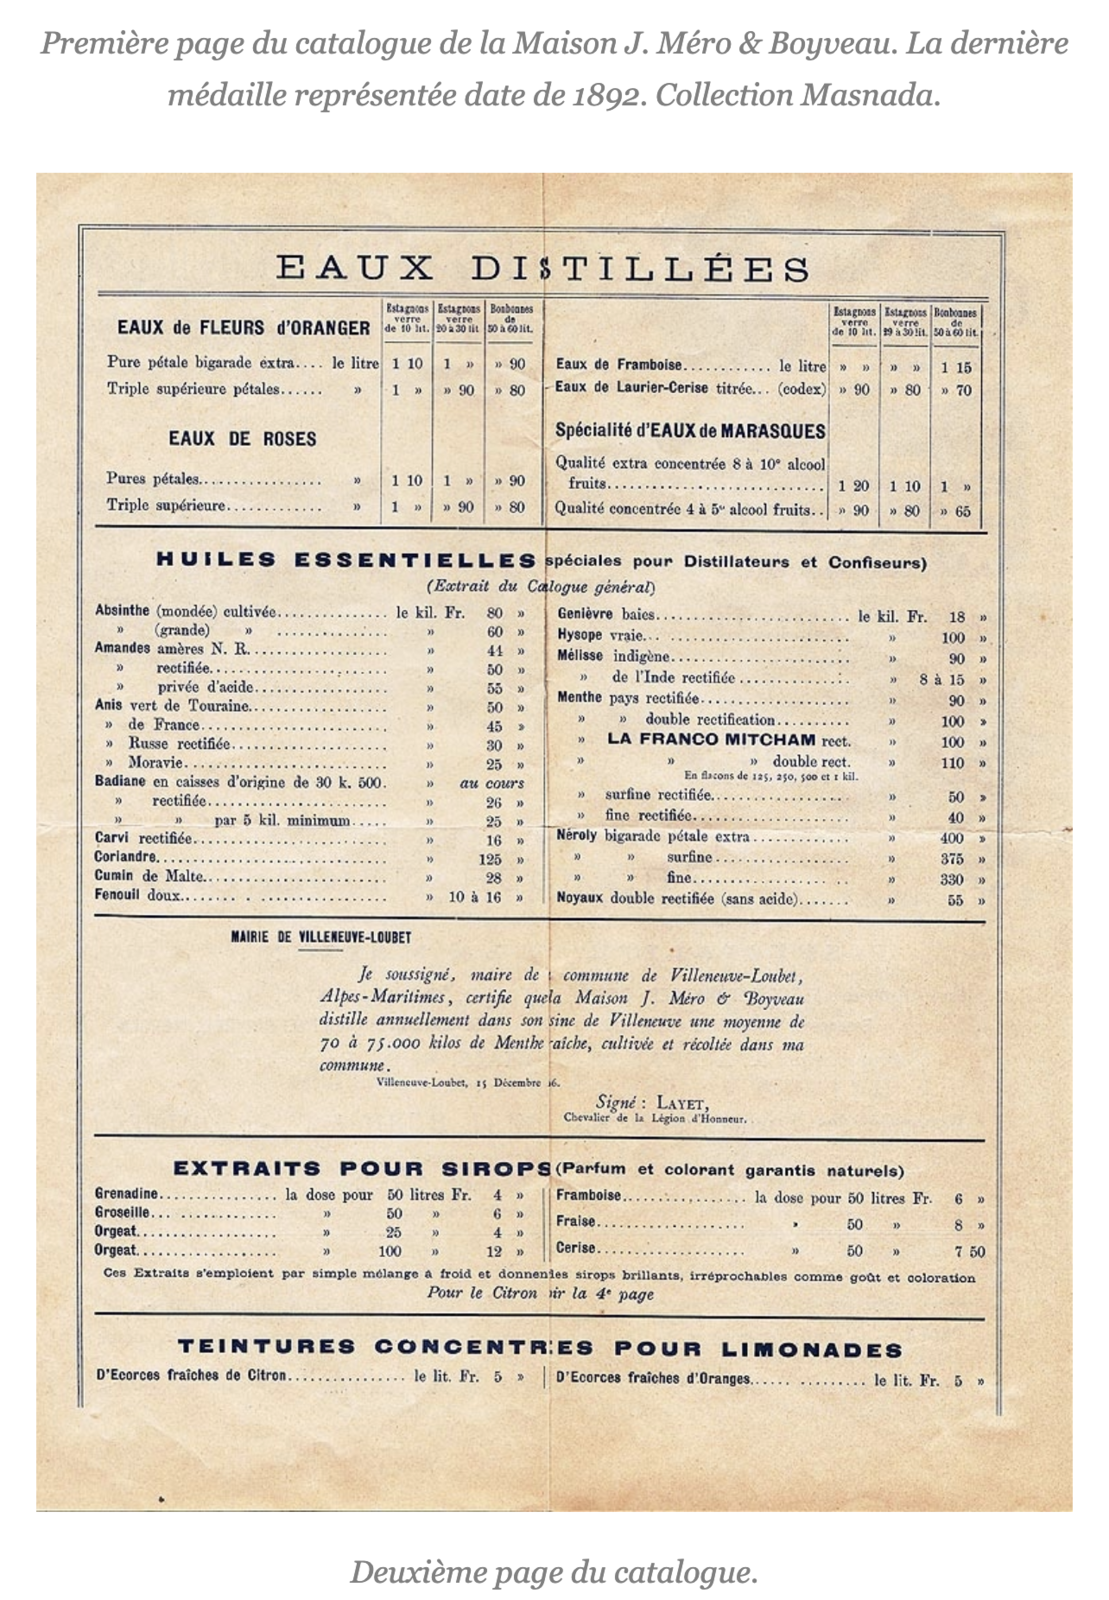 Première page du catalogue de la Maison J. Méro & Boyveau. La dernière
médaille représentée date de 1892. Collection Masnada.
EAUX DISTILLÉES
EAUX de FLEURS d'ORANGER
Estagnons verre de 10 lit.
Estagnons verre 20 à 30 lit
Bonbonnes de 50 à 60 lit.
Pure pétale bigarade extra.... le litre 1 10 1 » » 90
Triple supérieure pétales...... » 1 » » 90 » 80
EAUX DE ROSES
Pures pétales................ » 1 10 1 » » 90
Triple supérieure............. » 1 » » 90 » 80
Estagnons verre de 10 lit.
Estagnons verre 29 à 30 lit.
Bonbonnes de 50 à 60 lit.
Eaux de Framboise............ le litre » » » » 1 15
Eaux de Laurier-Cerise titrée... (codex) » 90 » 80 » 70
Spécialité d'EAUX de MARASQUES
Qualité extra concentrée 8 à 10° alcool
fruits............................. 1 20 1 10 1 »
Qualité concentrée 4 à 5° alcool fruits.. » 90 » 80 » 65
HUILES ESSENTIELLES spéciales pour Distillateurs et Confiseurs)
(Extrait du Calogue général)
Absinthe (mondée) cultivée.............. le kil. Fr. 80 »
» (grande) » .............. » 60 »
Amandes amères N. R.................. » 44 »
» rectifiée...................... » 50 »
» privée d'acide................. » 55 »
Anis vert de Touraine.................. » 50 »
» de France........................ » 45 »
» Russe rectifiée.................... » 30 »
» Moravie.......................... » 25 »
Badiane en caisses d'origine de 30 k. 500. » au cours
» rectifiée....................... » 26 »
» » par 5 kil. minimum..... » 25 »
Carvi rectifiée......................... » 16 »
Coriandre............................. » 125 »
Cumin de Malte....................... » 28 »
Fenouil doux.......................... » 10 à 16 »
Genièvre baies......................... le kil. Fr. 18 »
Hysope vraie.......................... » 100 »
Mélisse indigène....................... » 90 »
» de l'Inde rectifiée .............. » 8 à 15 »
Menthe pays rectifiée................... » 90 »
» » double rectification.......... » 100 »
» LA FRANCO MITCHAM rect. » 100 »
» » » double rect. » 110 »
En flacons de 125, 250, 500 et 1 kil.
» surfine rectifiée.................. » 50 »
» fine rectifiée..................... » 40 »
Néroly bigarade pétale extra............. » 400 »
» » surfine.................. » 375 »
» » fine..................... » 330 »
Noyaux double rectifiée (sans acide)....... » 55 »
MAIRIE DE VILLENEUVE-LOUBET
Je soussigné, maire de commune de Villeneuve-Loubet,
Alpes-Maritimes, certifie que la Maison J. Méro & Boyveau
distille annuellement dans son sine de Villeneuve une moyenne de
70 à 75.000 kilos de Menthe raîche, cultivée et récoltée dans ma
commune.
Villeneuve-Loubet, 15 Décembre 6.
Signé : LAYET,
Chevalier de la Légion d'Honneur.
EXTRAITS POUR SIROPS (Parfum et colorant garantis naturels)
Grenadine............... la dose pour 50 litres Fr. 4 »
Groseille................ » 50 » 6 »
Orgeat.................. » 25 » 4 »
Orgeat.................. » 100 » 12 »
Framboise................ la dose pour 50 litres Fr. 6 »
Fraise................... » 50 » 8 »
Cerise................... » 50 » 7 50
Ces Extraits s'emploient par simple mélange à froid et donnent les sirops brillants, irréprochables comme goût et coloration
Pour le Citron ir la 4e page
TEINTURES CONCENTRÉES POUR LIMONADES
D'Ecorces fraîches de Citron............... le lit. Fr. 5 »
D'Ecorces fraîches d'Oranges............... le lit. Fr. 5 »
Deuxième page du catalogue.